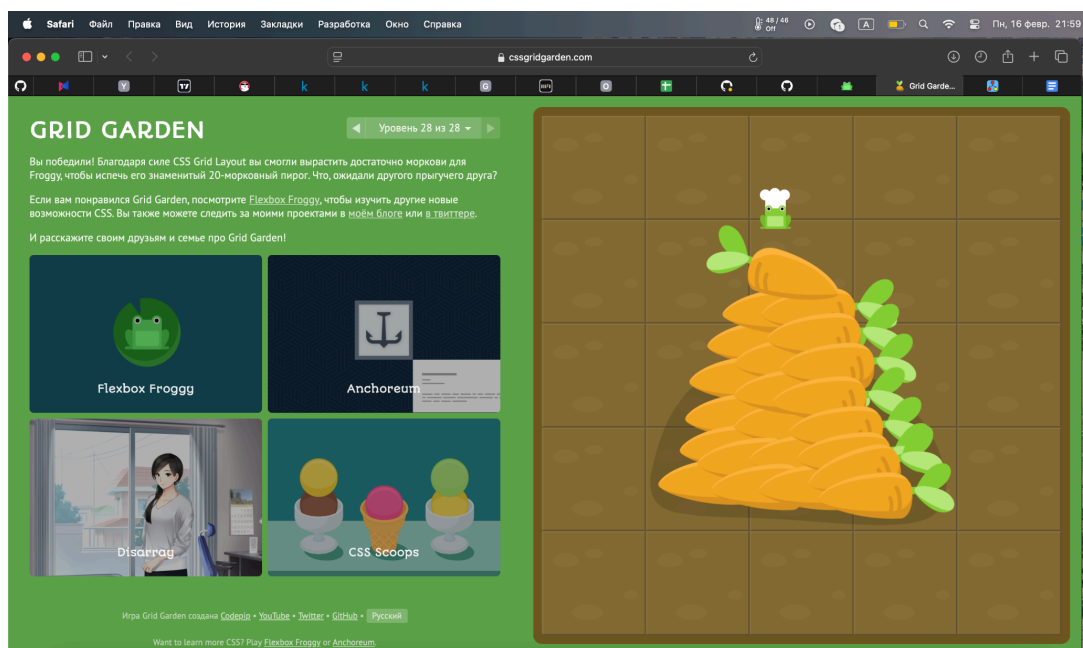 Safari Файл Правка Вид История Закладки Разработка Окно Справка
48 / 46
Off
A
Пн, 16 февр. 21:59
cssgridgarden.com
Y
17
k
k
k
G
O
Grid Garde...
GRID GARDEN
Уровень 28 из 28
Вы победили! Благодаря силе CSS Grid Layout вы смогли вырастить достаточно моркови для
Froggy, чтобы испечь его знаменитый 20-морковный пирог. Что, ожидали другого прыгучего друга?
Если вам понравился Grid Garden, посмотрите Flexbox Froggy, чтобы изучить другие новые
возможности CSS. Вы также можете следить за моими проектами в моём блоге или в твиттере.
И расскажите своим друзьям и семье про Grid Garden!
Flexbox Froggy
Anchoreum
Disarray
CSS Scoops
Игра Grid Garden создана Codepip • YouTube • Twitter • GitHub • Русский
Want to learn more CSS? Play Flexbox Froggy or Anchoreum.